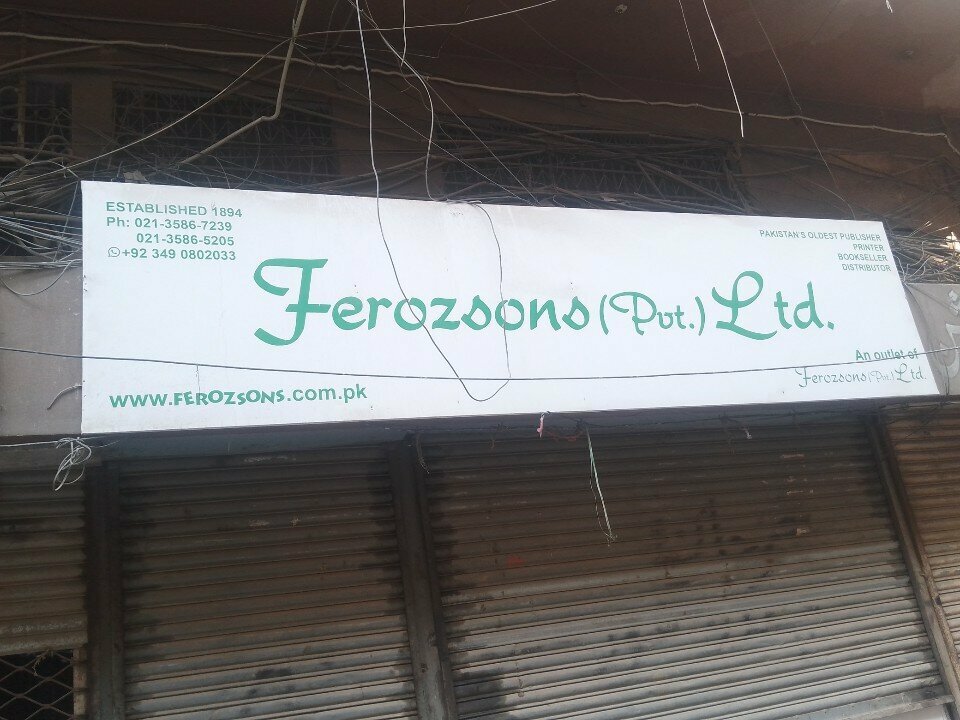 ESTABLISHED 1894
Ph: 021-3586-7239
021-3586-5205
+92 349 0802033
PAKISTAN'S OLDEST PUBLISHER
PRINTER
BOOKSELLER
DISTRIBUTOR
Ferozsons (Pvt.) Ltd.
www.FEROZSONS.com.pk
An outlet of
Ferozsons (Pvt.) Ltd.